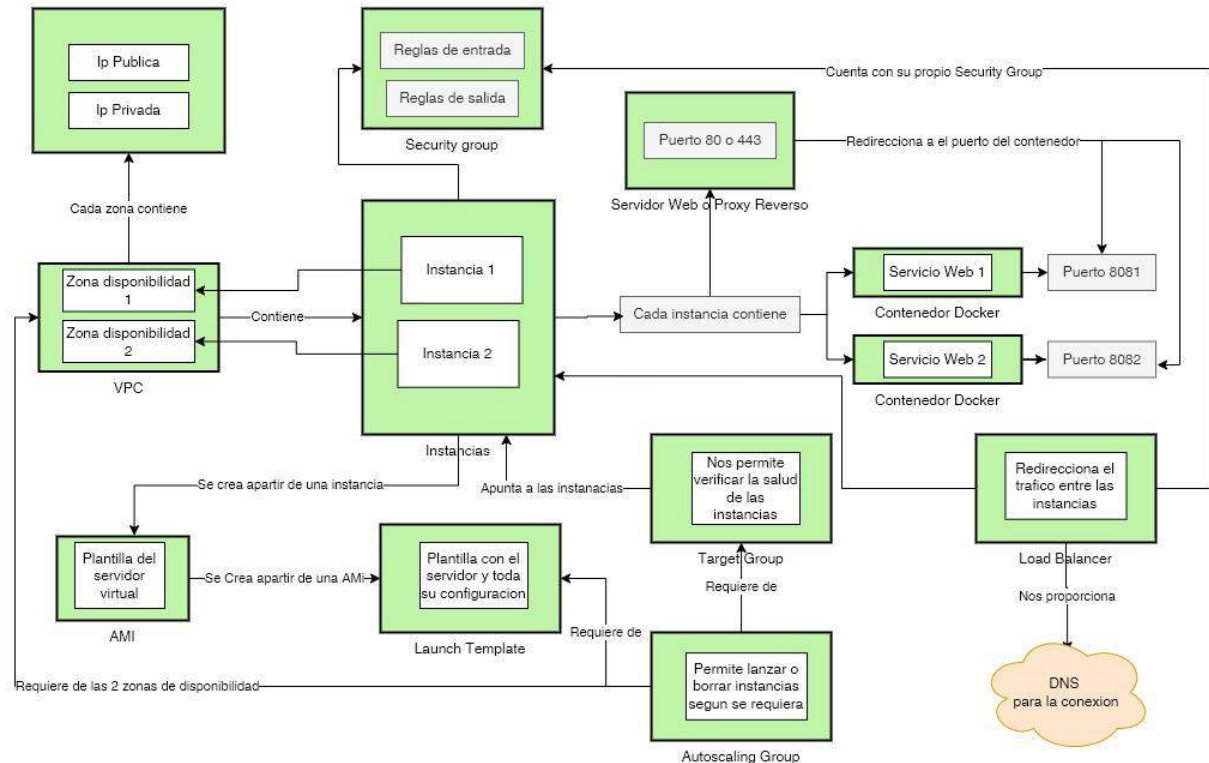 Ip Publica
Ip Privada
Reglas de entrada
Reglas de salida
Security group
Cuenta con su propio Security Group
Puerto 80 o 443
Redirecciona a el puerto del contenedor
Servidor Web o Proxy Reverso
Cada zona contiene
Zona disponibilidad
1
Zona disponibilidad
2
VPC
Contiene
Instancia 1
Instancia 2
Instancias
Cada instancia contiene
Servicio Web 1
Contenedor Docker
Puerto 8081
Servicio Web 2
Contenedor Docker
Puerto 8082
Se crea apartir de una instancia
Apunta a las instanacias
Nos permite
verificar la salud
de las
instancias
Target Group
Redirecciona el
trafico entre las
instancias
Load Balancer
Plantilla del
servidor
virtual
AMI
Se Crea apartir de una AMi
Plantilla con el
servidor y toda
su configuracion
Launch Template
Requiere de
Requiere de
Nos proporciona
Requiere de las 2 zonas de disponibilidad
Permite lanzar o
borrar instancias
segun se requiera
Autoscaling Group
DNS
para la conexion